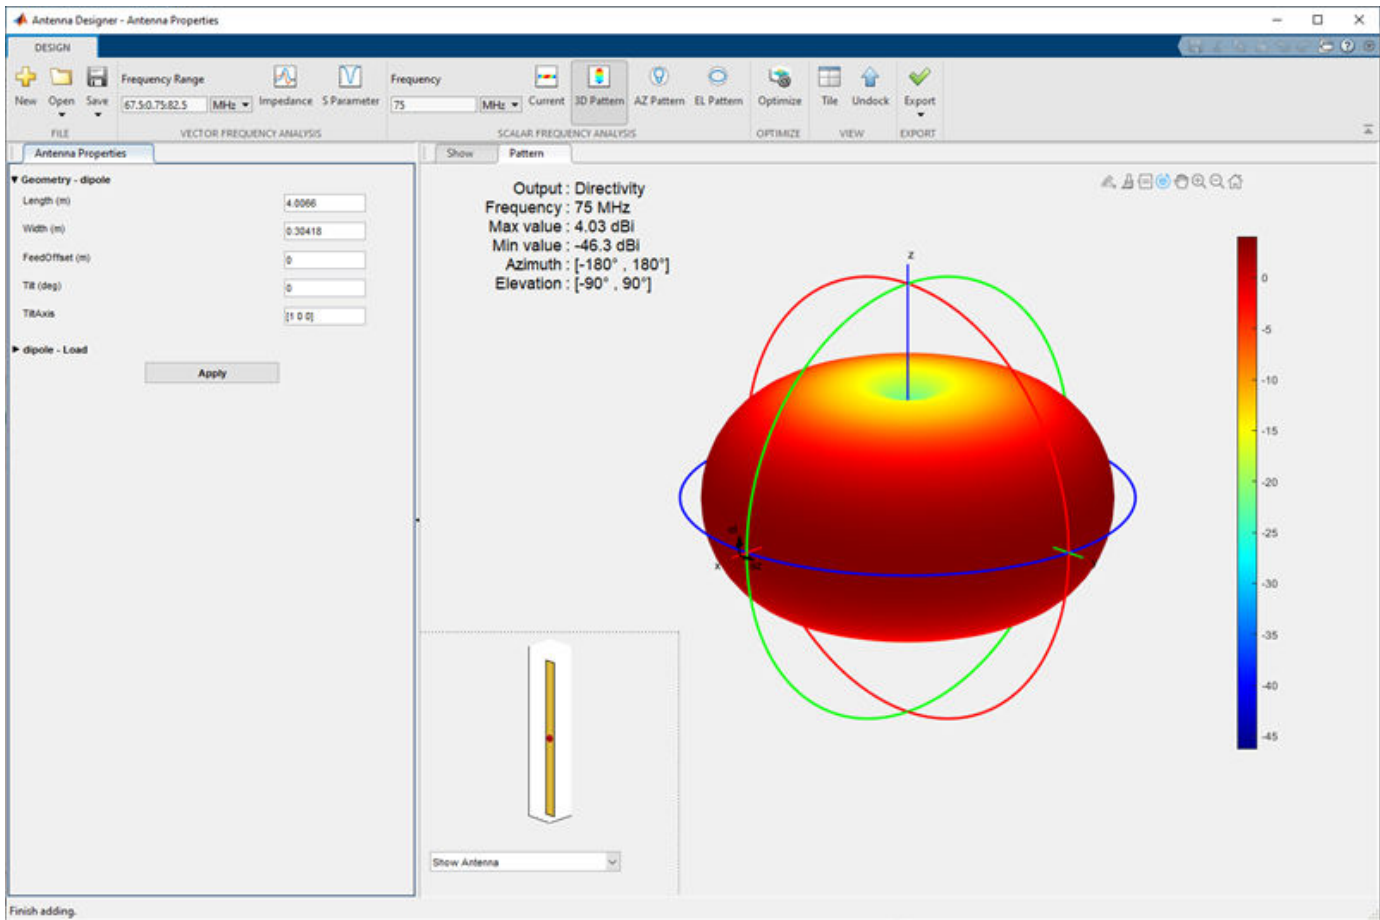 Antenna Designer - Antenna Properties
DESIGN
New
Open
Save
FILE
Frequency Range
67.5:0.75:82.5
MHz
Impedance
S Parameter
VECTOR FREQUENCY ANALYSIS
Frequency
75
MHz
Current
3D Pattern
AZ Pattern
EL Pattern
SCALAR FREQUENCY ANALYSIS
Optimize
OPTIMIZE
Tile
Undock
VIEW
Export
EXPORT
Antenna Properties
Geometry - dipole
Length (m)
4.0066
Width (m)
0.30418
FeedOffset (m)
0
Tilt (deg)
0
TiltAxis
[1 0 0]
dipole - Load
Apply
Show
Pattern
Output : Directivity
Frequency : 75 MHz
Max value : 4.03 dBi
Min value : -46.3 dBi
Azimuth : [-180° , 180°]
Elevation : [-90° , 90°]
z
x
0
-5
-10
-15
-20
-25
-30
-35
-40
-45
Show Antenna
Finish adding.